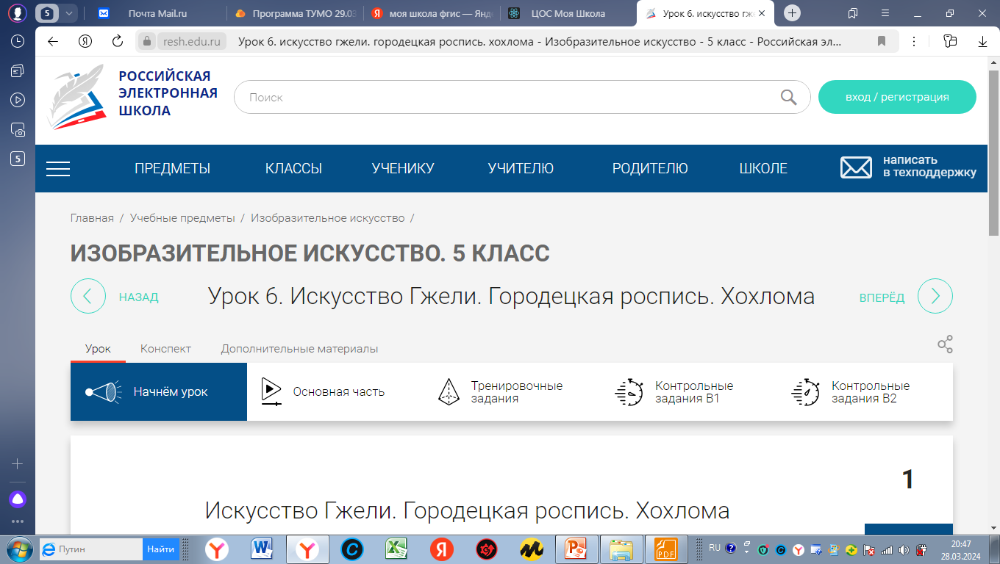 5
Почта Mail.ru
Программа ТУМО 29.03
моя школа фгис — Янд
ЦОС Моя Школа
Урок 6. искусство гже
resh.edu.ru
Урок 6. искусство гжели. городецкая роспись. хохлома - Изобразительное искусство - 5 класс - Российская эл...
5
РОССИЙСКАЯ
ЭЛЕКТРОННАЯ
ШКОЛА
Поиск
вход / регистрация
ПРЕДМЕТЫ
КЛАССЫ
УЧЕНИКУ
УЧИТЕЛЮ
РОДИТЕЛЮ
ШКОЛЕ
написать
в техподдержку
Главная / Учебные предметы / Изобразительное искусство /
ИЗОБРАЗИТЕЛЬНОЕ ИСКУССТВО. 5 КЛАСС
НАЗАД
Урок 6. Искусство Гжели. Городецкая роспись. Хохлома
ВПЕРЁД
Урок
Конспект
Дополнительные материалы
Начнём урок
Основная часть
Тренировочные
задания
Контрольные
задания В1
Контрольные
задания В2
1
Искусство Гжели. Городецкая роспись. Хохлома
Путин
Найти
PDF
RU
20:47
28.03.2024